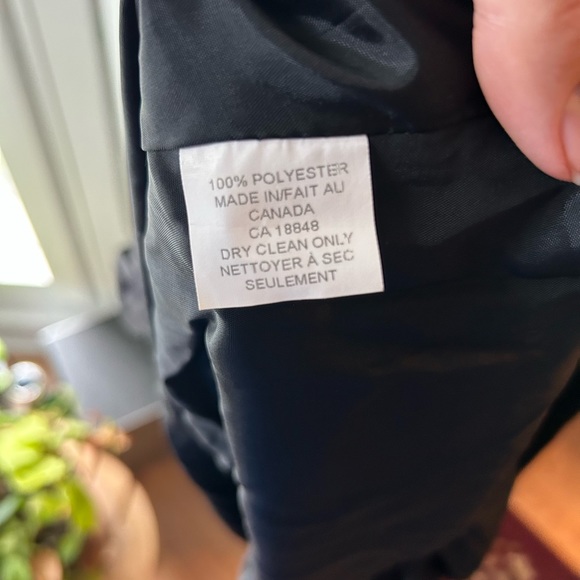 100% POLYESTER
MADE IN/FAIT AU
CANADA
CA 18848
DRY CLEAN ONLY
NETTOYER À SEC
SEULEMENT